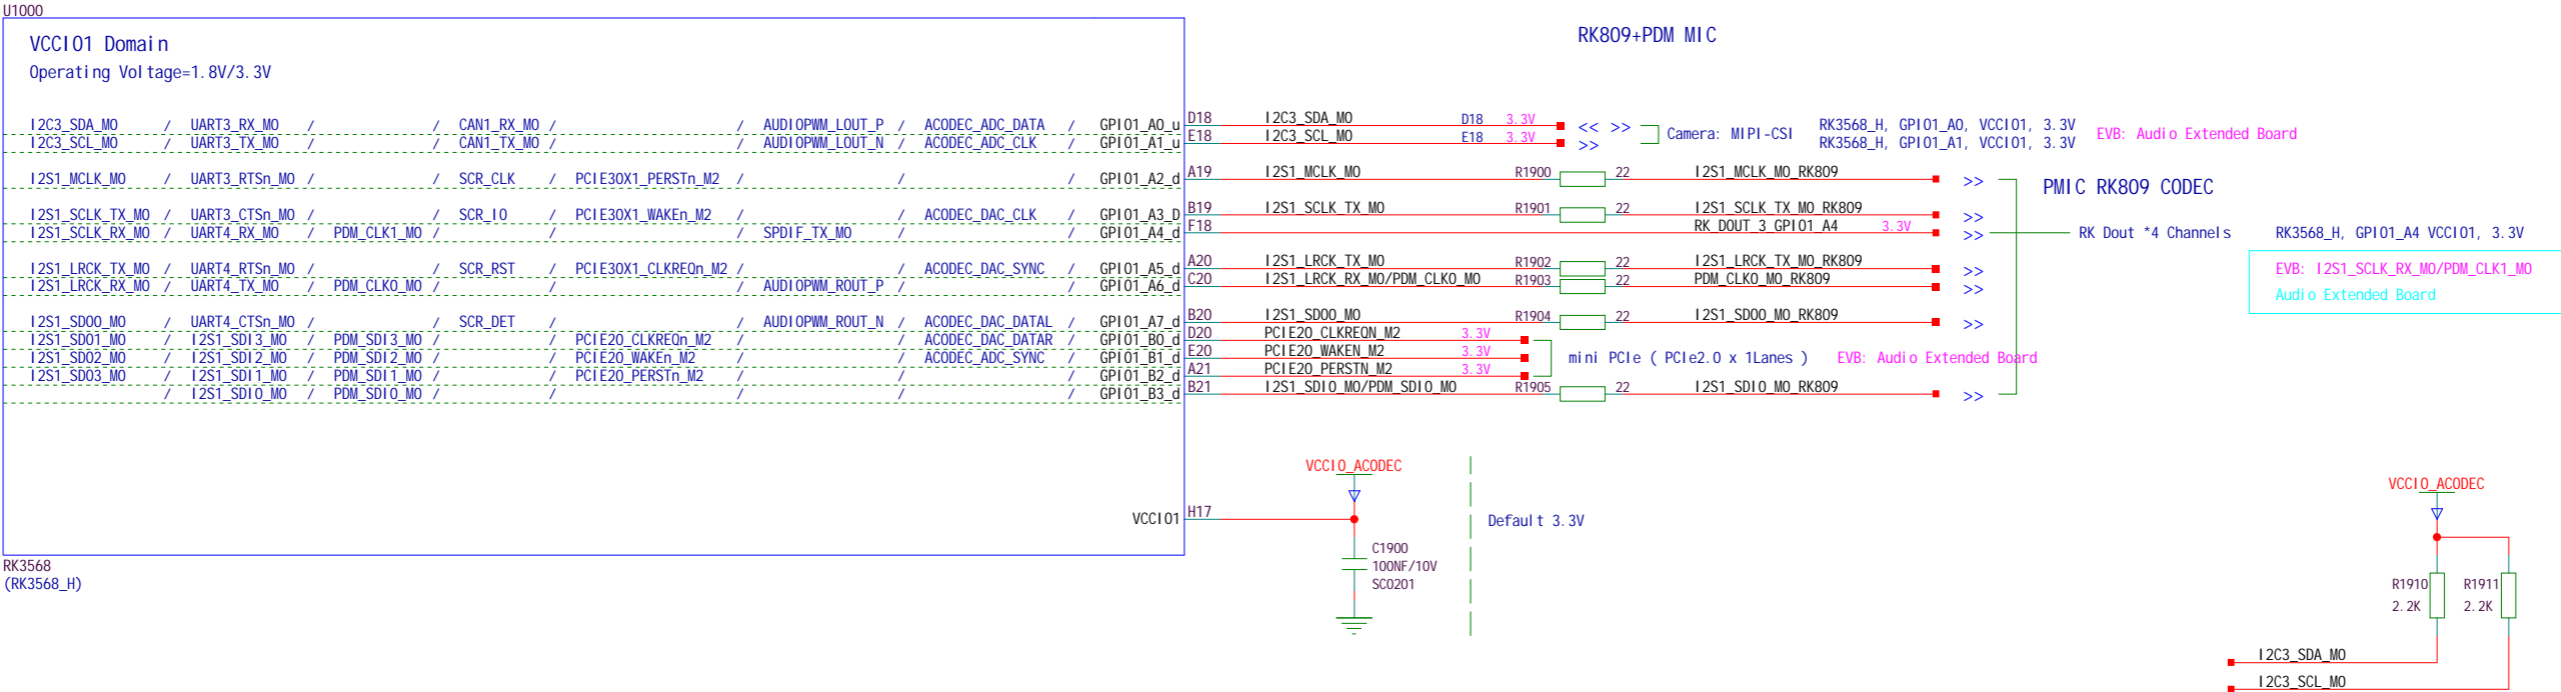 U1000
VCCIO1 Domain
Operating Voltage=1.8V/3.3V
RK809+PDM MIC
I2C3_SDA_M0 / UART3_RX_M0 / / CAN1_RX_M0 / / AUDIOPWM_LOUT_P / ACODEC_ADC_DATA / GPIO1_A0_u D18 I2C3_SDA_M0 D18 3.3V << >>
I2C3_SCL_M0 / UART3_TX_M0 / / CAN1_TX_M0 / / AUDIOPWM_LOUT_N / ACODEC_ADC_CLK / GPIO1_A1_u E18 I2C3_SCL_M0 E18 3.3V >>
Camera: MIPI-CSI
RK3568_H, GPIO1_A0, VCCIO1, 3.3V
RK3568_H, GPIO1_A1, VCCIO1, 3.3V
EVB: Audio Extended Board
I2S1_MCLK_M0 / UART3_RTSn_M0 / / SCR_CLK / PCIE30X1_PERSTn_M2 / / / GPIO1_A2_d A19 I2S1_MCLK_M0 R1900 22 I2S1_MCLK_M0_RK809 >>
PMIC RK809 CODEC
I2S1_SCLK_TX_M0 / UART3_CTSn_M0 / / SCR_IO / PCIE30X1_WAKEn_M2 / / ACODEC_DAC_CLK / GPIO1_A3_D B19 I2S1_SCLK_TX_M0 R1901 22 I2S1_SCLK_TX_M0_RK809 >>
I2S1_SCLK_RX_M0 / UART4_RX_M0 / PDM_CLK1_M0 / / / SPDIF_TX_M0 / / GPIO1_A4_d F18 RK_DOUT_3_GPIO1_A4 3.3V >> RK Dout *4 Channels RK3568_H, GPIO1_A4 VCCIO1, 3.3V
EVB: I2S1_SCLK_RX_M0/PDM_CLK1_M0
Audio Extended Board
I2S1_LRCK_TX_M0 / UART4_RTSn_M0 / / SCR_RST / PCIE30X1_CLKREQn_M2 / / ACODEC_DAC_SYNC / GPIO1_A5_d A20 I2S1_LRCK_TX_M0 R1902 22 I2S1_LRCK_TX_M0_RK809 >>
I2S1_LRCK_RX_M0 / UART4_TX_M0 / PDM_CLK0_M0 / / / AUDIOPWM_ROUT_P / / GPIO1_A6_d C20 I2S1_LRCK_RX_M0/PDM_CLK0_M0 R1903 22 PDM_CLK0_M0_RK809 >>
I2S1_SDO0_M0 / UART4_CTSn_M0 / / SCR_DET / / AUDIOPWM_ROUT_N / ACODEC_DAC_DATAL / GPIO1_A7_d B20 I2S1_SDO0_M0 R1904 22 I2S1_SDO0_M0_RK809 >>
I2S1_SDO1_M0 / I2S1_SDI3_M0 / PDM_SDI3_M0 / / PCIE20_CLKREQn_M2 / / ACODEC_DAC_DATAR / GPIO1_B0_d D20 PCIE20_CLKREQN_M2 3.3V
I2S1_SDO2_M0 / I2S1_SDI2_M0 / PDM_SDI2_M0 / / PCIE20_WAKEn_M2 / / ACODEC_ADC_SYNC / GPIO1_B1_d E20 PCIE20_WAKEN_M2 3.3V mini PCIe ( PCIe2.0 x 1Lanes ) EVB: Audio Extended Board
I2S1_SDO3_M0 / I2S1_SDI1_M0 / PDM_SDI1_M0 / / PCIE20_PERSTn_M2 / / / GPIO1_B2_d A21 PCIE20_PERSTN_M2 3.3V
/ I2S1_SDI0_M0 / PDM_SDI0_M0 / / / / / GPIO1_B3_d B21 I2S1_SDI0_M0/PDM_SDI0_M0 R1905 22 I2S1_SDI0_M0_RK809 >>
VCCIO_ACODEC
VCCIO1 H17
Default 3.3V
C1900
100NF/10V
SC0201
RK3568
(RK3568_H)
VCCIO_ACODEC
R1910 R1911
2.2K 2.2K
I2C3_SDA_M0
I2C3_SCL_M0